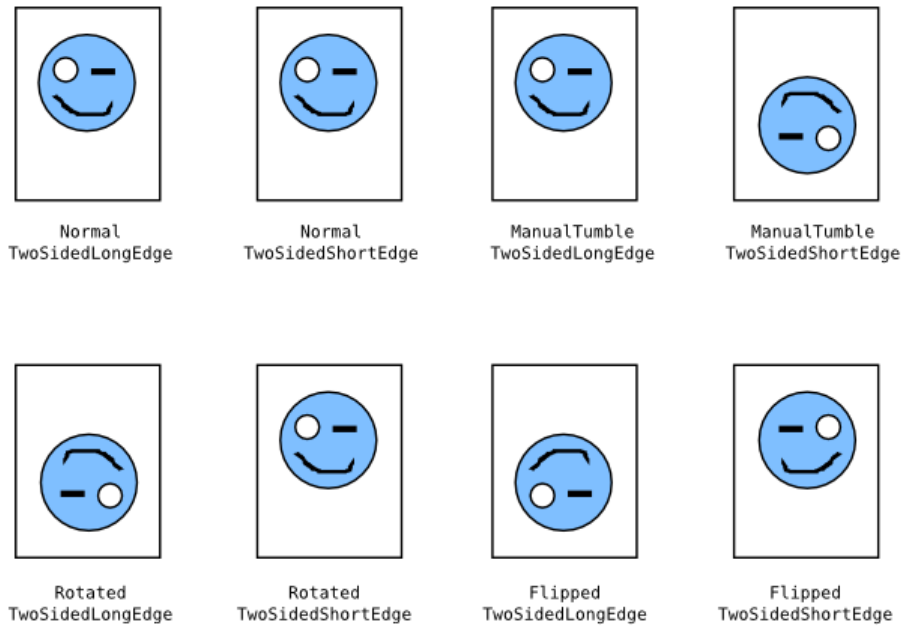 Normal
TwoSidedLongEdge
Normal
TwoSidedShortEdge
ManualTumble
TwoSidedLongEdge
ManualTumble
TwoSidedShortEdge
Rotated
TwoSidedLongEdge
Rotated
TwoSidedShortEdge
Flipped
TwoSidedLongEdge
Flipped
TwoSidedShortEdge